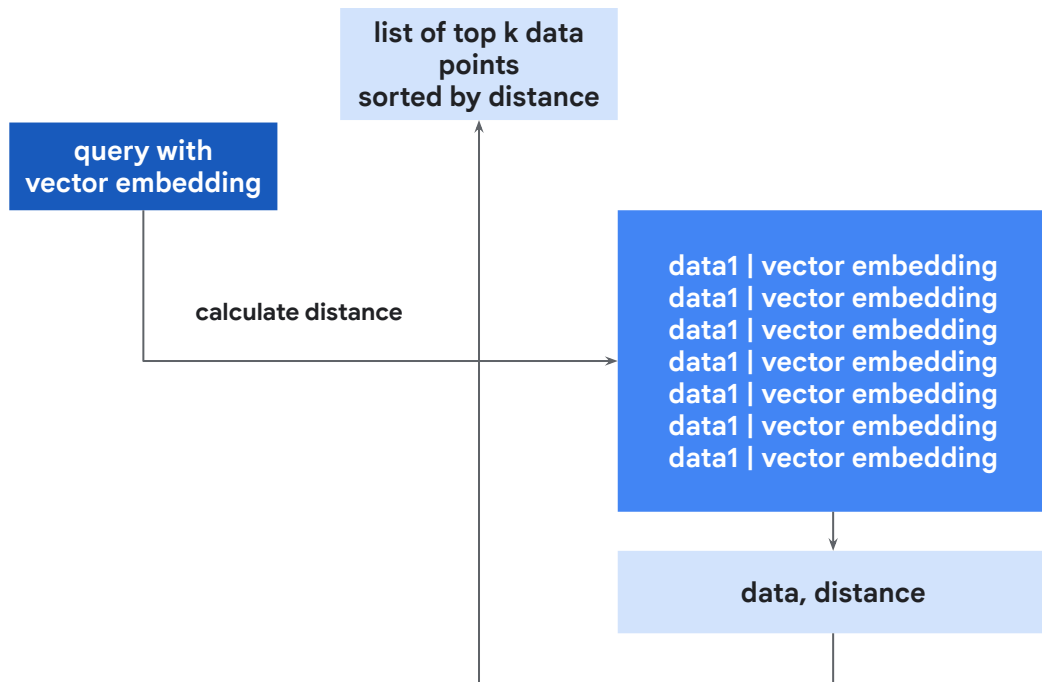 list of top k data
points
sorted by distance
query with
vector embedding
calculate distance
data1 | vector embedding
data1 | vector embedding
data1 | vector embedding
data1 | vector embedding
data1 | vector embedding
data1 | vector embedding
data1 | vector embedding
data, distance